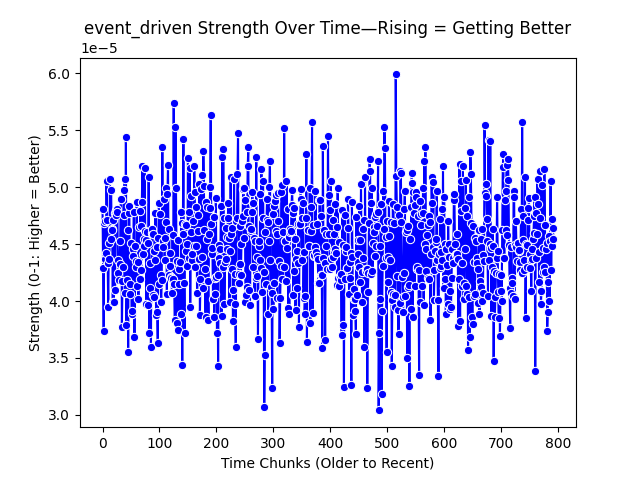 event_driven Strength Over Time—Rising = Getting Better
1e−5
6.0
5.5
5.0
4.5
4.0
3.5
3.0
Strength (0-1: Higher = Better)
0 100 200 300 400 500 600 700 800
Time Chunks (Older to Recent)